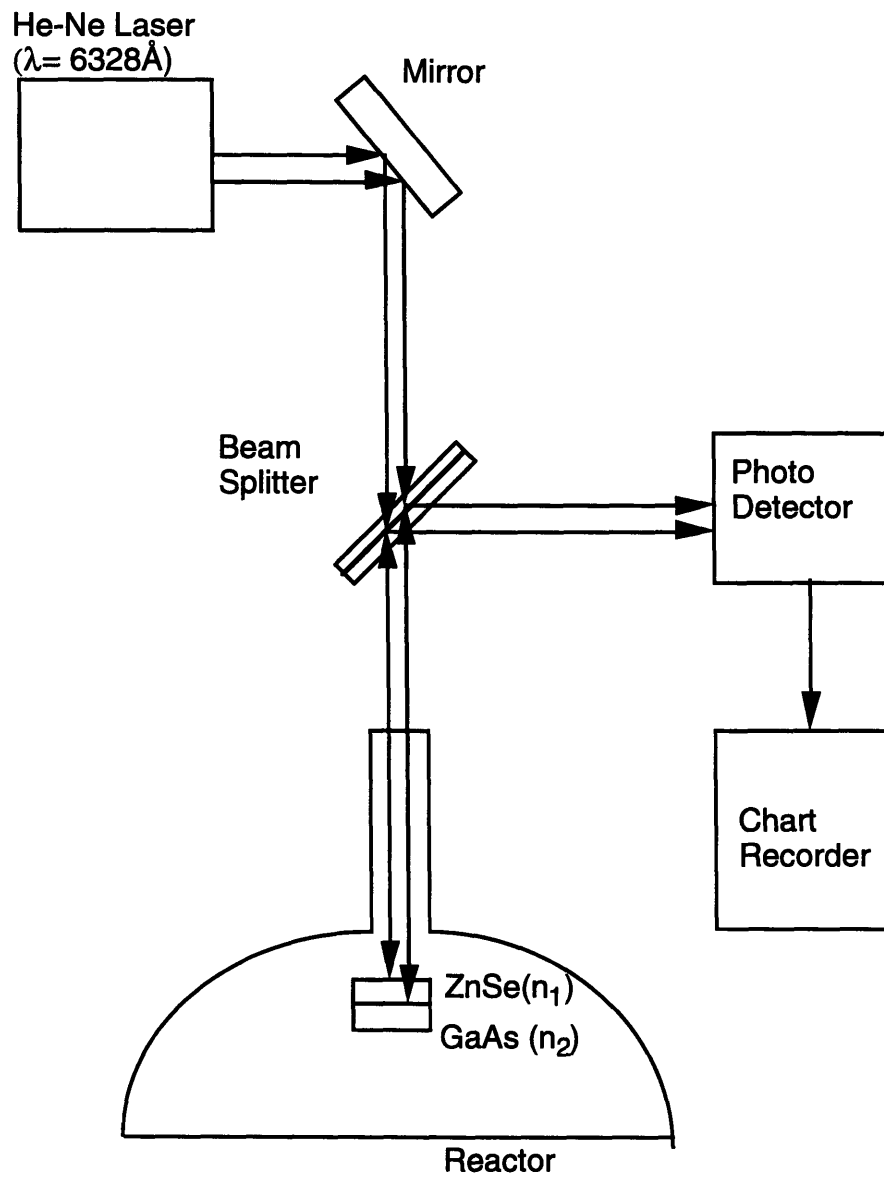 He-Ne Laser
(λ= 6328Å)
Mirror
Beam
Splitter
Photo
Detector
Chart
Recorder
ZnSe(n₁)
GaAs (n₂)
Reactor